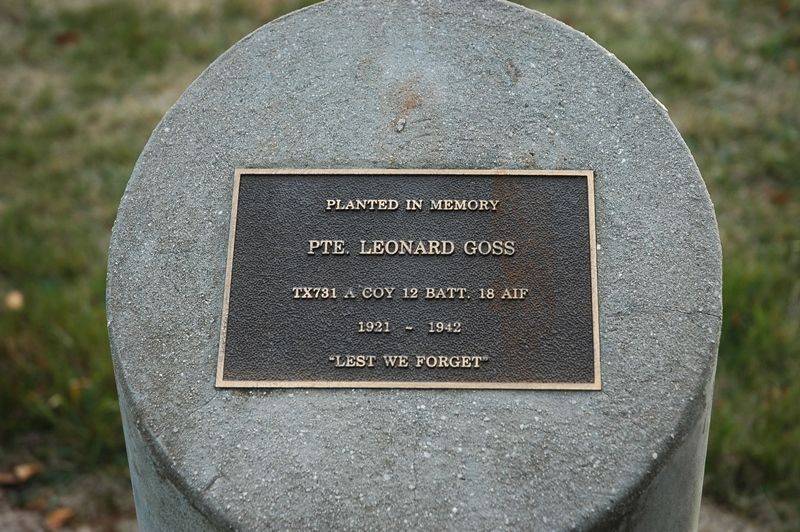 PLANTED IN MEMORY
PTE. LEONARD GOSS
TX731 A COY 12 BATT. 18 AIF
1921 - 1942
"LEST WE FORGET"